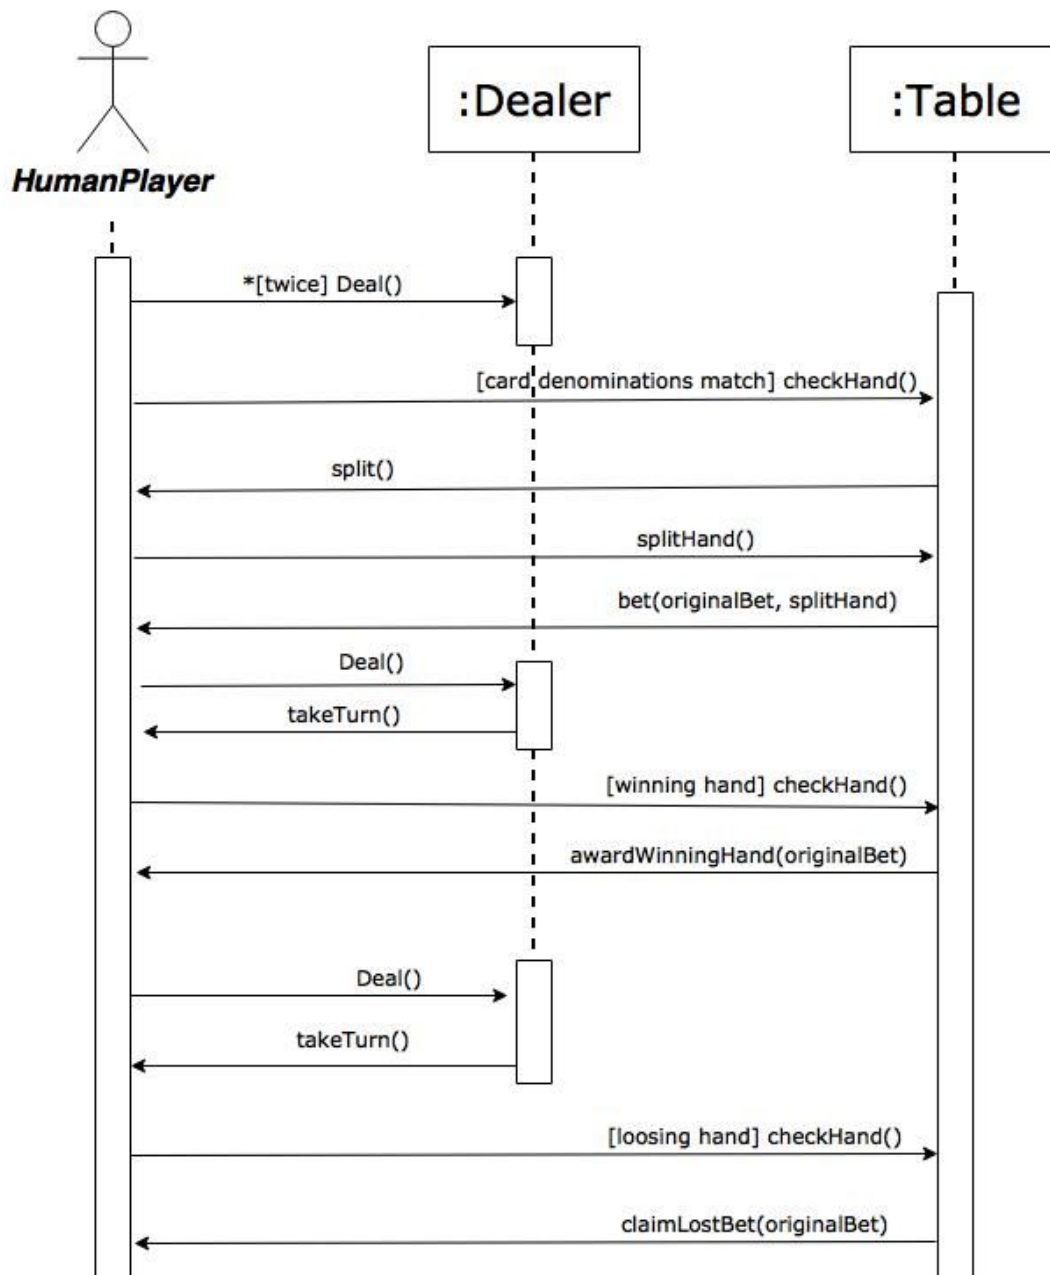 :Dealer
:Table
HumanPlayer
*[twice] Deal()
[card denominations match] checkHand()
split()
splitHand()
bet(originalBet, splitHand)
Deal()
takeTurn()
[winning hand] checkHand()
awardWinningHand(originalBet)
Deal()
takeTurn()
[loosing hand] checkHand()
claimLostBet(originalBet)